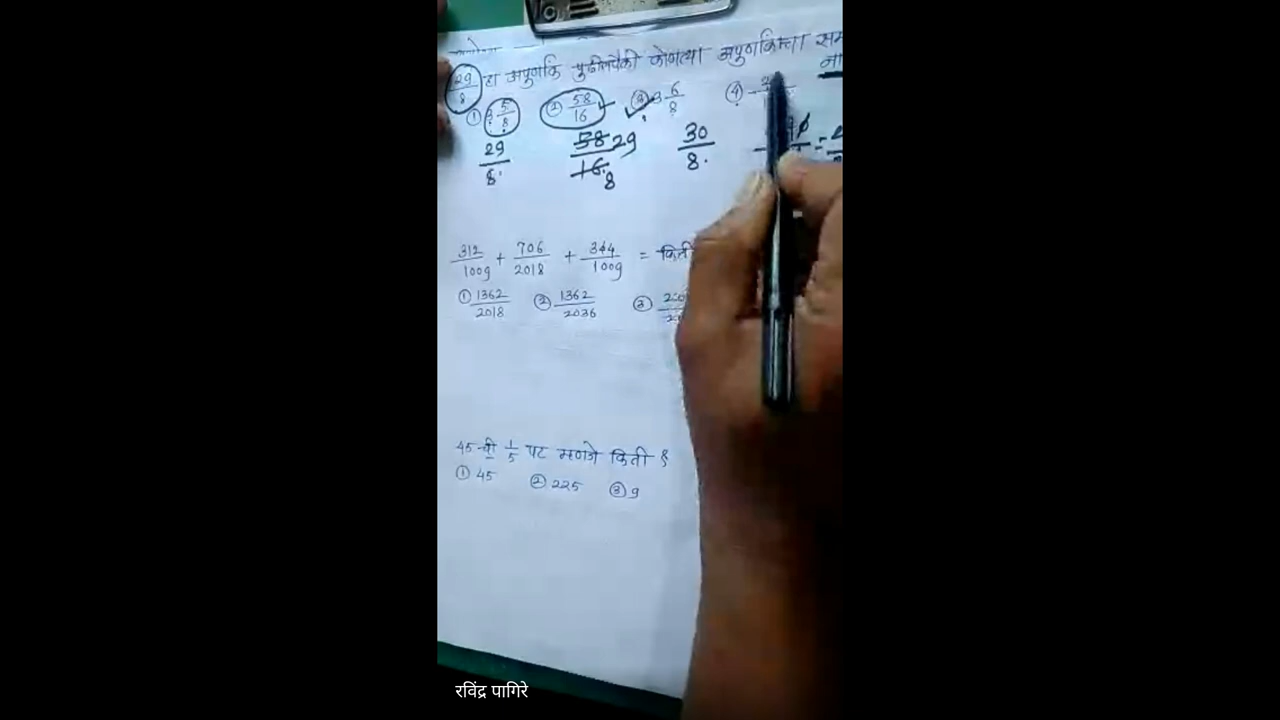 29/8 हा अपुर्णांक पुढीलपैकी कोणत्या अपुर्णांकाच्या सम
ना
① 3 5/8 ② 58/16 ③ 3 6/8 ④
29/8 58/16 29/8 30/8
312/1009 + 706/2018 + 344/1009 = किती
① 1362/2018 ② 1362/2036 ③
45 ची 1/5 पट म्हणजे किती ?
① 45 ② 225 ③ 9
रविंद्र पागिरे